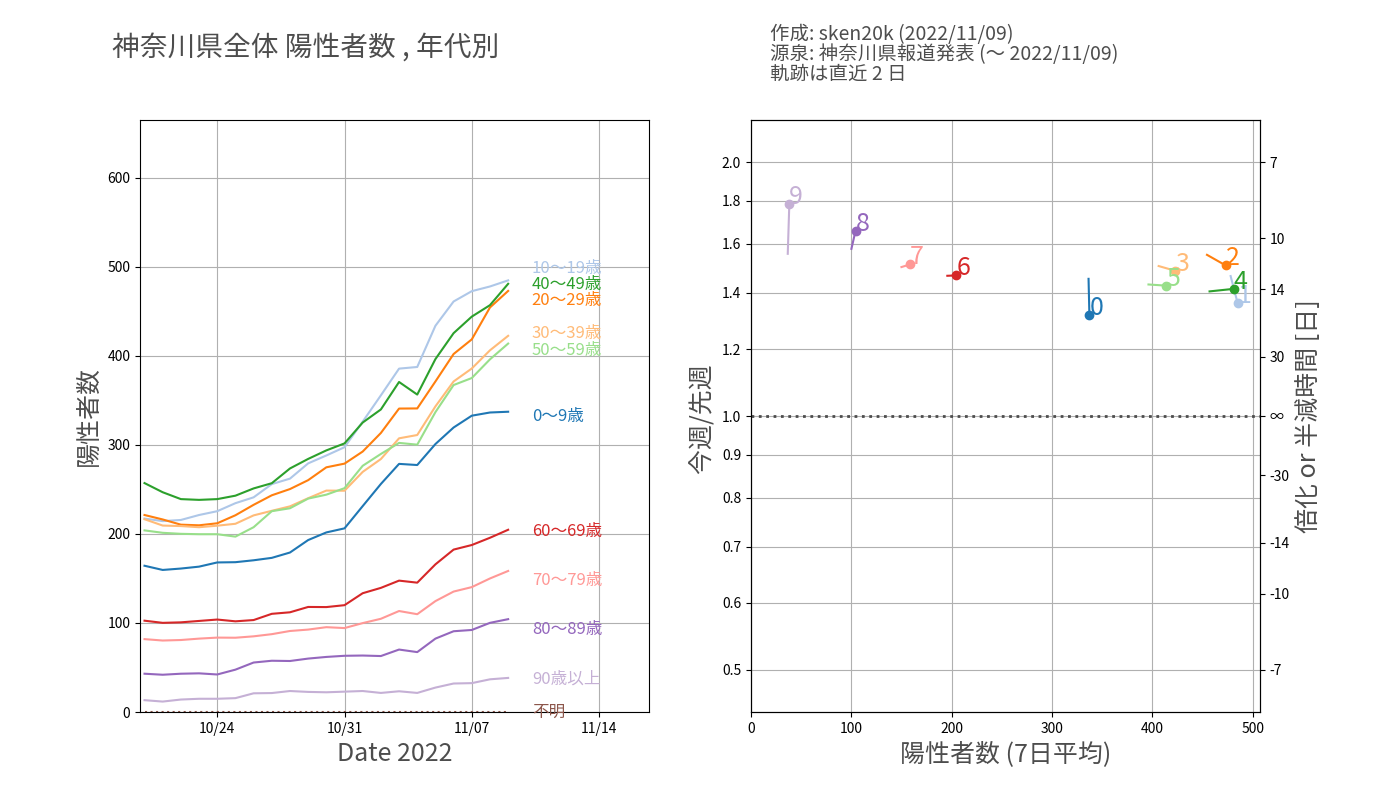 神奈川県全体 陽性者数 , 年代別
作成: sken20k (2022/11/09)
源泉: 神奈川県報道発表 (〜 2022/11/09)
軌跡は直近 2 日
陽性者数
600
500
400
300
200
100
0
10/24
10/31
11/07
11/14
Date 2022
10〜19歳
40〜49歳
20〜29歳
30〜39歳
50〜59歳
0〜9歳
60〜69歳
70〜79歳
80〜89歳
90歳以上
不明
今週/先週
2.0
1.8
1.6
1.4
1.2
1.0
0.9
0.8
0.7
0.6
0.5
9
8
7
6
0
5
3
2
4
1
7
10
14
30
∞
-30
-14
-10
-7
倍化 or 半減時間 [日]
0
100
200
300
400
500
陽性者数 (7日平均)